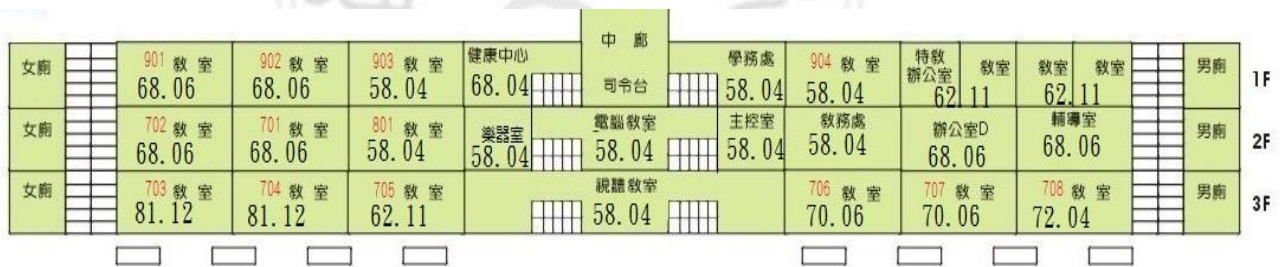 中 廊
司令台
女廁
901 教 室
68.06
902 教 室
68.06
903 教 室
58.04
健康中心
68.04
學務處
58.04
904 教 室
58.04
特教
辦公室
教室
62.11
教室
教室
62.11
男廁
1F
女廁
702 教 室
68.06
701 教 室
68.06
801 教 室
58.04
樂器室
58.04
電腦教室
58.04
主控室
58.04
教務處
58.04
辦公室D
68.06
輔導室
68.06
男廁
2F
女廁
703 教 室
81.12
704 教 室
81.12
705 教 室
62.11
視聽教室
58.04
706 教 室
70.06
707 教 室
70.06
708 教 室
72.04
男廁
3F